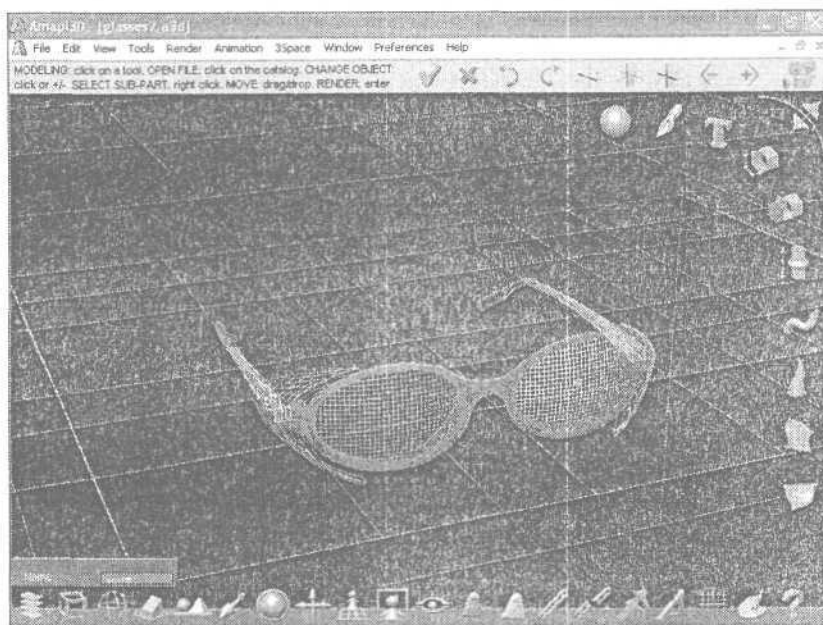 Amapi3D - [glasses7.a3d]
File Edit View Tools Render Animation 3Space Window Preferences Help
MODELING: click on a tool, OPEN FILE: click on the catalog, CHANGE OBJECT:
click or +/-, SELECT SUB-PART: right click, MOVE: drag/drop, RENDER: enter
Name